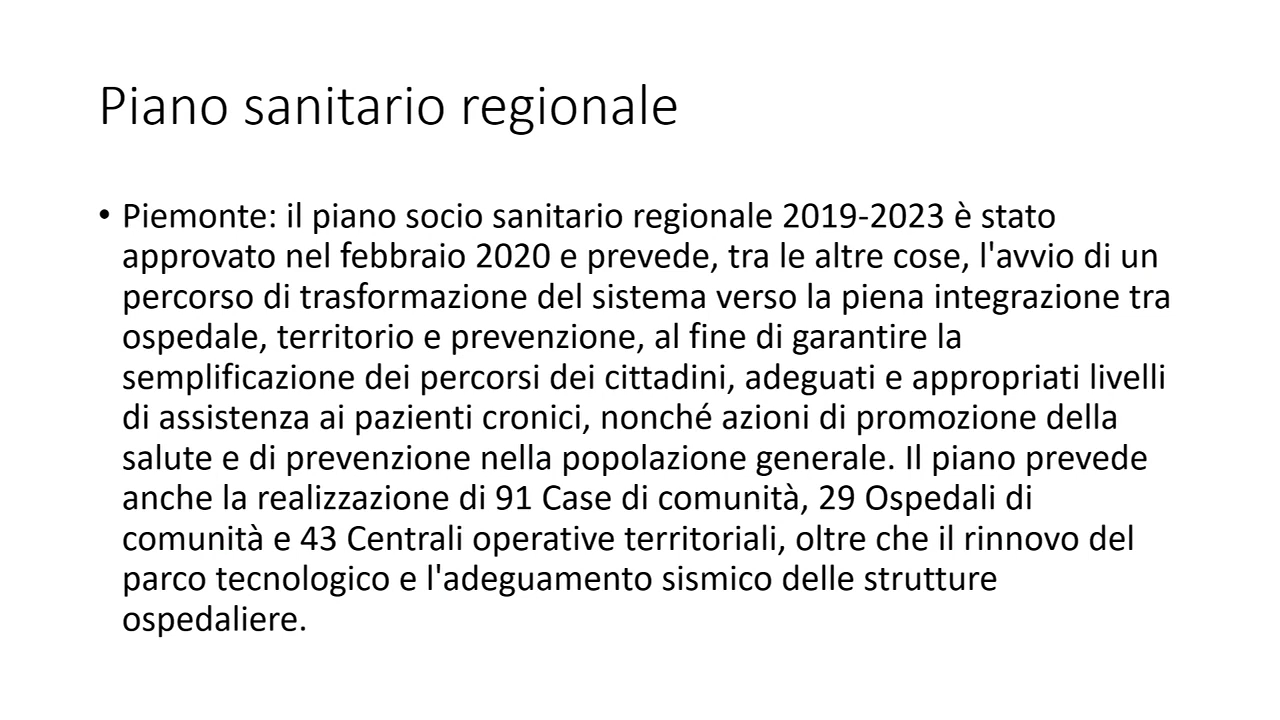 Piano sanitario regionale
• Piemonte: il piano socio sanitario regionale 2019-2023 è stato
approvato nel febbraio 2020 e prevede, tra le altre cose, l'avvio di un
percorso di trasformazione del sistema verso la piena integrazione tra
ospedale, territorio e prevenzione, al fine di garantire la
semplificazione dei percorsi dei cittadini, adeguati e appropriati livelli
di assistenza ai pazienti cronici, nonché azioni di promozione della
salute e di prevenzione nella popolazione generale. Il piano prevede
anche la realizzazione di 91 Case di comunità, 29 Ospedali di
comunità e 43 Centrali operative territoriali, oltre che il rinnovo del
parco tecnologico e l'adeguamento sismico delle strutture
ospedaliere.